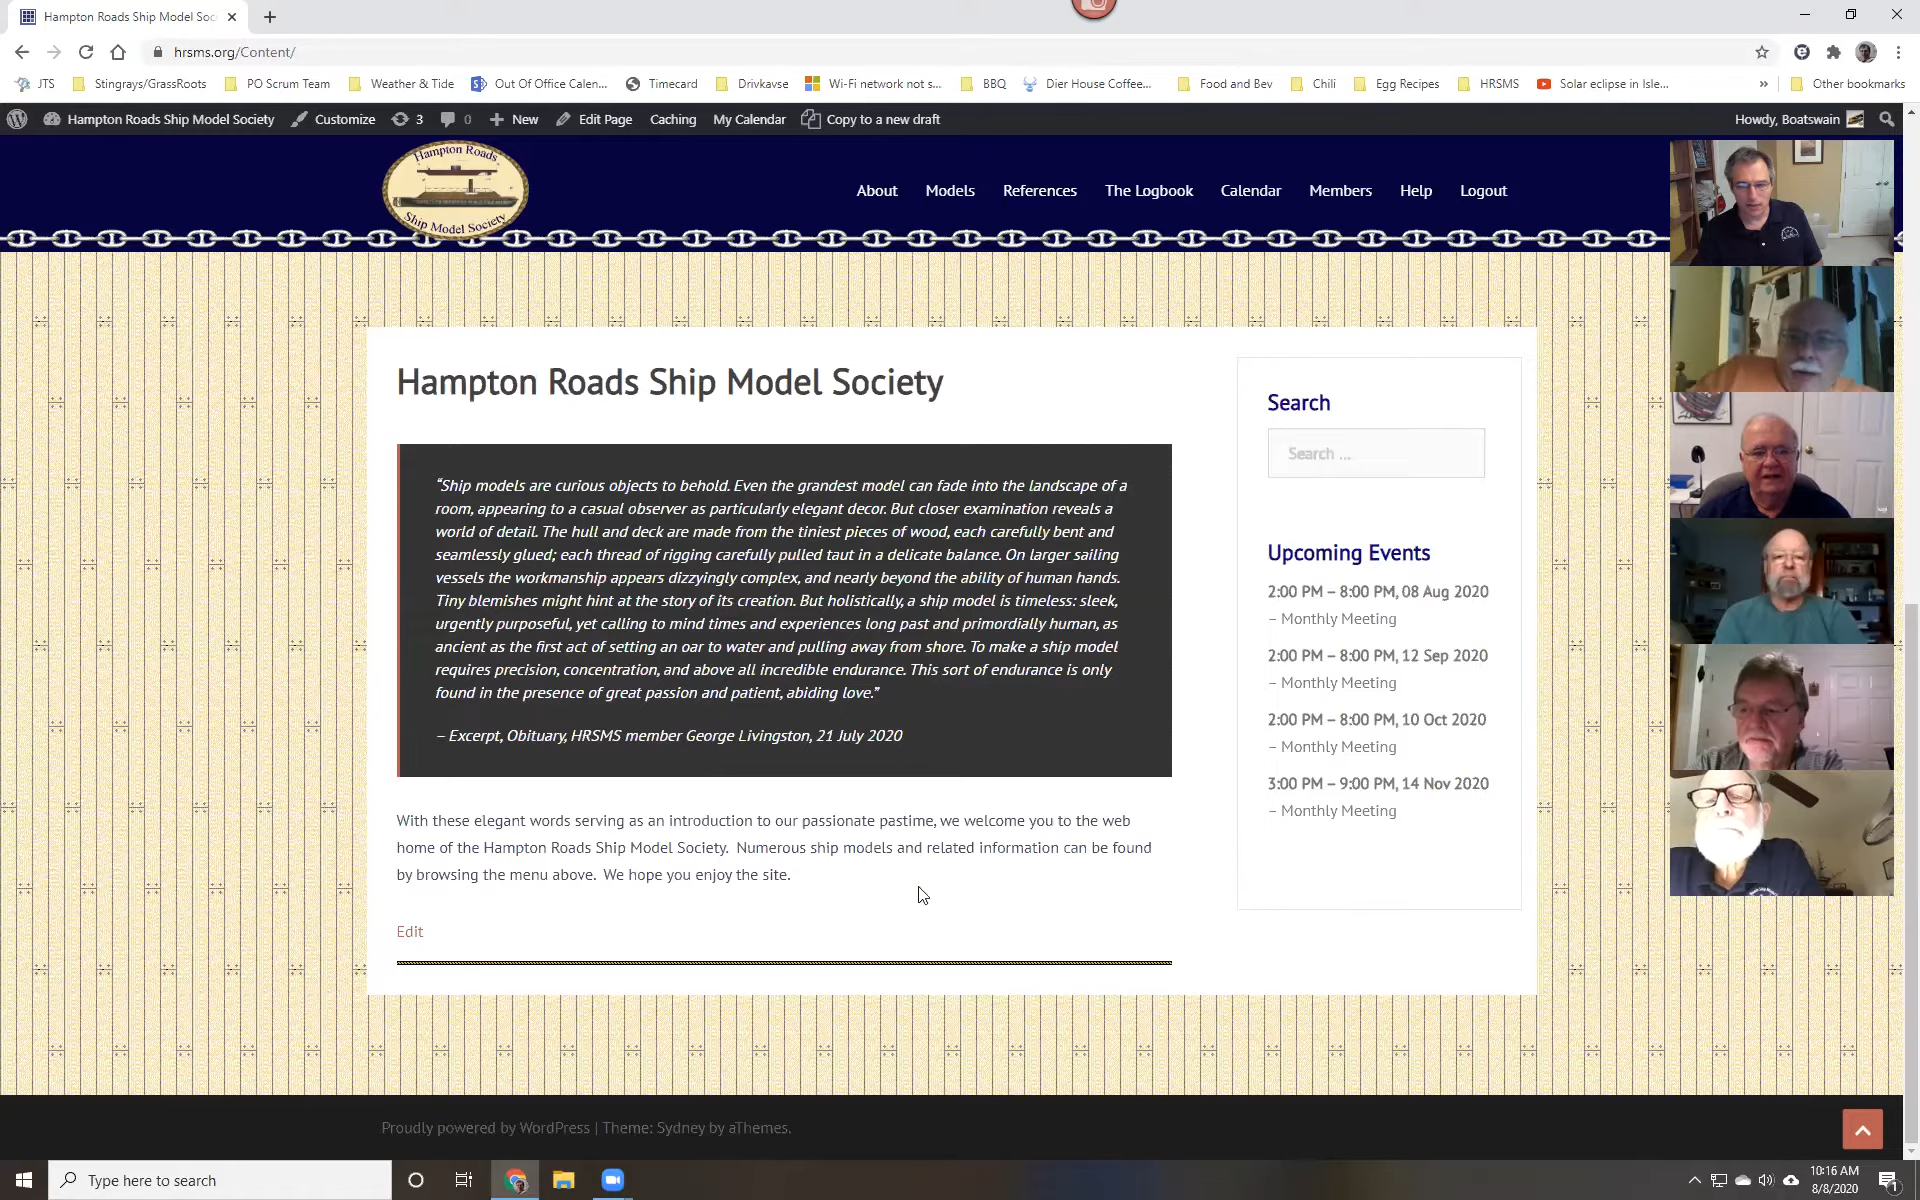 Hampton Roads Ship Model Soc
hrsms.org/Content/
JTS Stingrays/GrassRoots PO Scrum Team Weather & Tide Out Of Office Calen... Timecard Drivkavse Wi-Fi network not s... BBQ Dier House Coffee... Food and Bev Chili Egg Recipes HRSMS Solar eclipse in Isle... » Other bookmarks
Hampton Roads Ship Model Society Customize 3 0 New Edit Page Caching My Calendar Copy to a new draft Howdy, Boatswain
Hampton Roads
Ship Model Society
About Models References The Logbook Calendar Members Help Logout
Hampton Roads Ship Model Society
“Ship models are curious objects to behold. Even the grandest model can fade into the landscape of a
room, appearing to a casual observer as particularly elegant decor. But closer examination reveals a
world of detail. The hull and deck are made from the tiniest pieces of wood, each carefully bent and
seamlessly glued; each thread of rigging carefully pulled taut in a delicate balance. On larger sailing
vessels the workmanship appears dizzyingly complex, and nearly beyond the ability of human hands.
Tiny blemishes might hint at the story of its creation. But holistically, a ship model is timeless: sleek,
urgently purposeful, yet calling to mind times and experiences long past and primordially human, as
ancient as the first act of setting an oar to water and pulling away from shore. To make a ship model
requires precision, concentration, and above all incredible endurance. This sort of endurance is only
found in the presence of great passion and patient, abiding love.”
– Excerpt, Obituary, HRSMS member George Livingston, 21 July 2020
With these elegant words serving as an introduction to our passionate pastime, we welcome you to the web
home of the Hampton Roads Ship Model Society. Numerous ship models and related information can be found
by browsing the menu above. We hope you enjoy the site.
Edit
Search
Search ...
Upcoming Events
2:00 PM – 8:00 PM, 08 Aug 2020
– Monthly Meeting
2:00 PM – 8:00 PM, 12 Sep 2020
– Monthly Meeting
2:00 PM – 8:00 PM, 10 Oct 2020
– Monthly Meeting
3:00 PM – 9:00 PM, 14 Nov 2020
– Monthly Meeting
Proudly powered by WordPress | Theme: Sydney by aThemes.
Type here to search
10:16 AM
8/8/2020
1